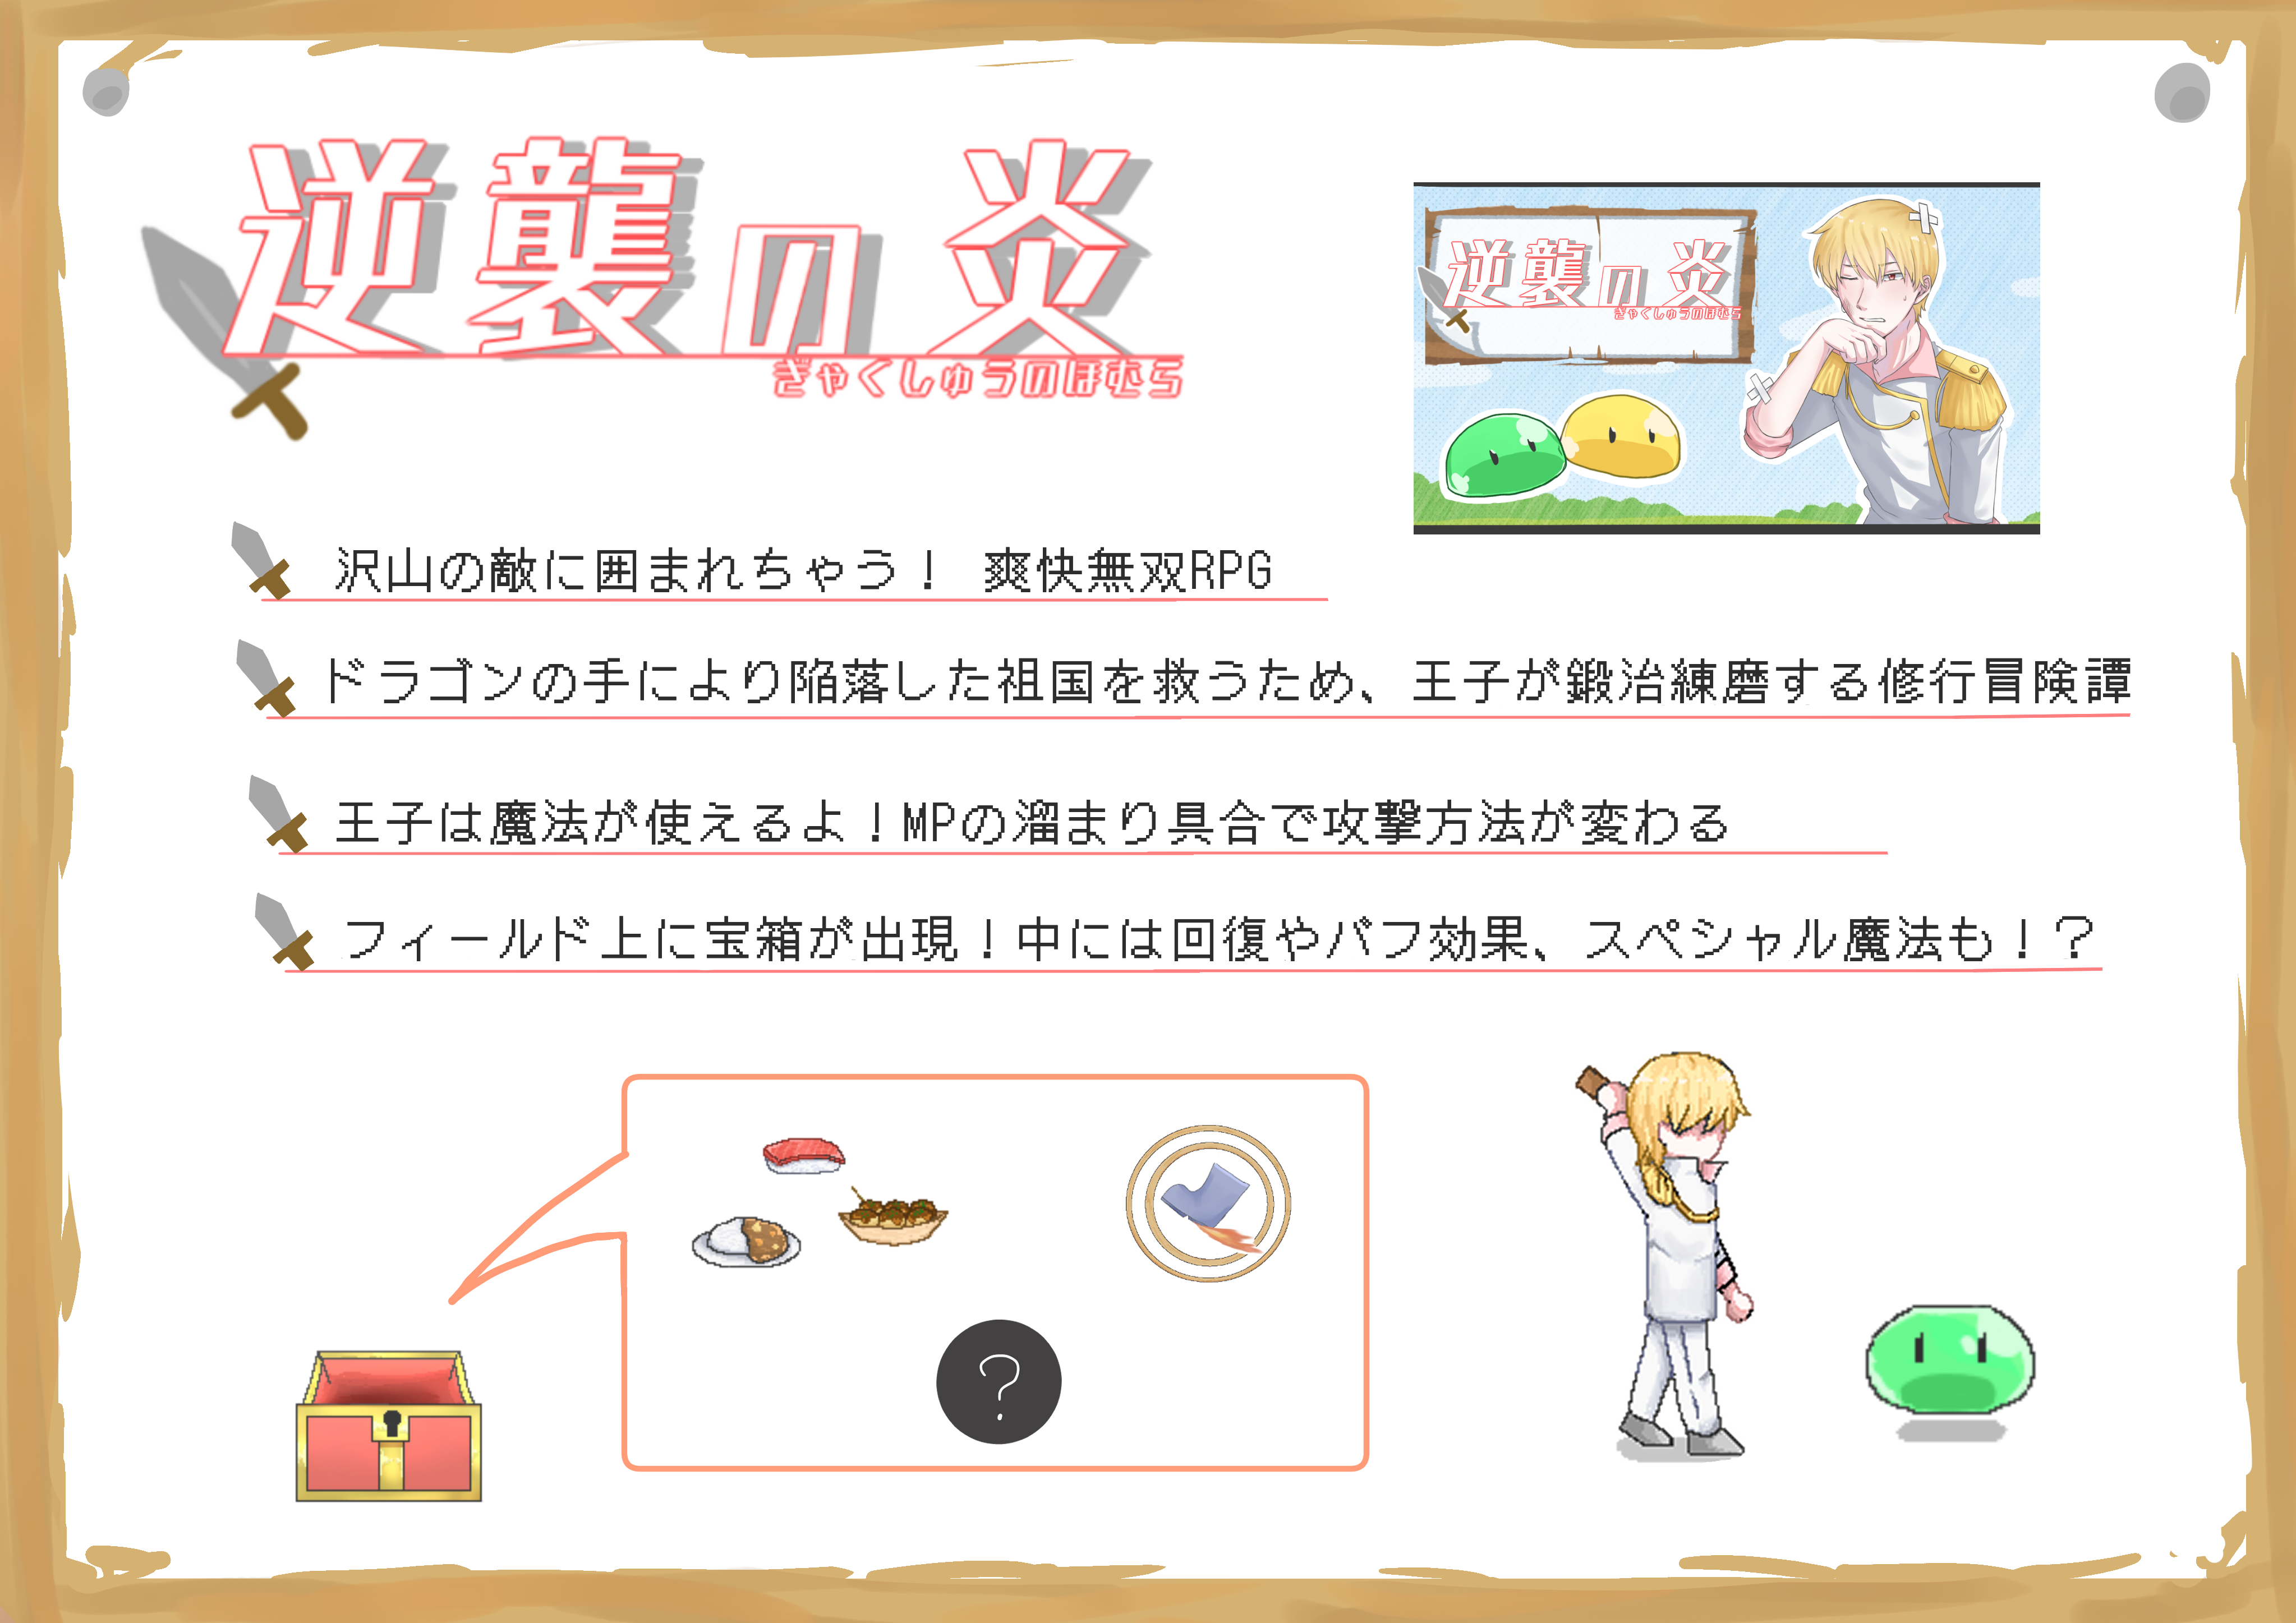 逆襲の炎
ぎゃくしゅうのほむら
逆襲の炎
ぎゃくしゅうのほむら
沢山の敵に囲まれちゃう！ 爽快無双RPG
ドラゴンの手により陥落した祖国を救うため、王子が鍛治練磨する修行冒険譚
王子は魔法が使えるよ！MPの溜まり具合で攻撃方法が変わる
フィールド上に宝箱が出現！中には回復やバフ効果、スペシャル魔法も！？
?